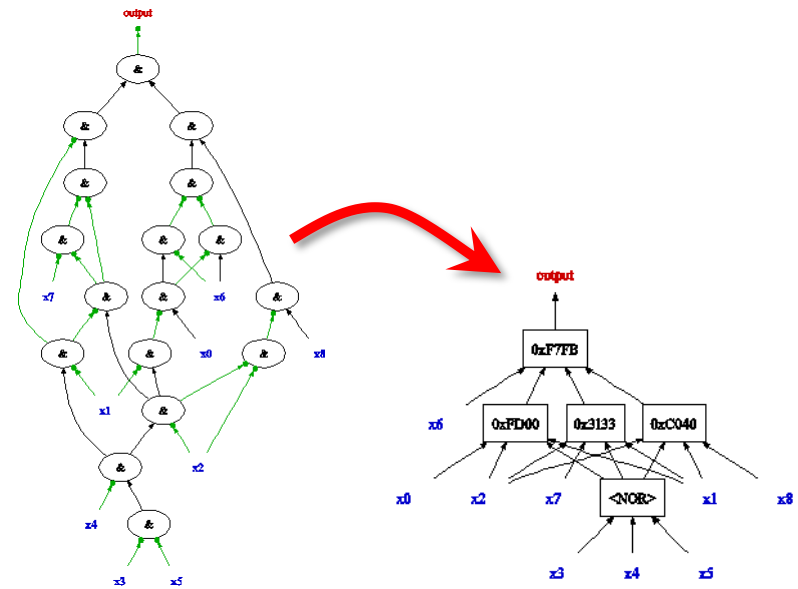 output
&
& &
& &
& & &
x7 & & x6 &
& & x0 & x8
x1 &
& x2
x4 &
x3 x5
output
0xF7FB
x6 0xFD00 0x3133 0xC040
x0 x2 x7 <NOR> x1 x8
x3 x4 x5